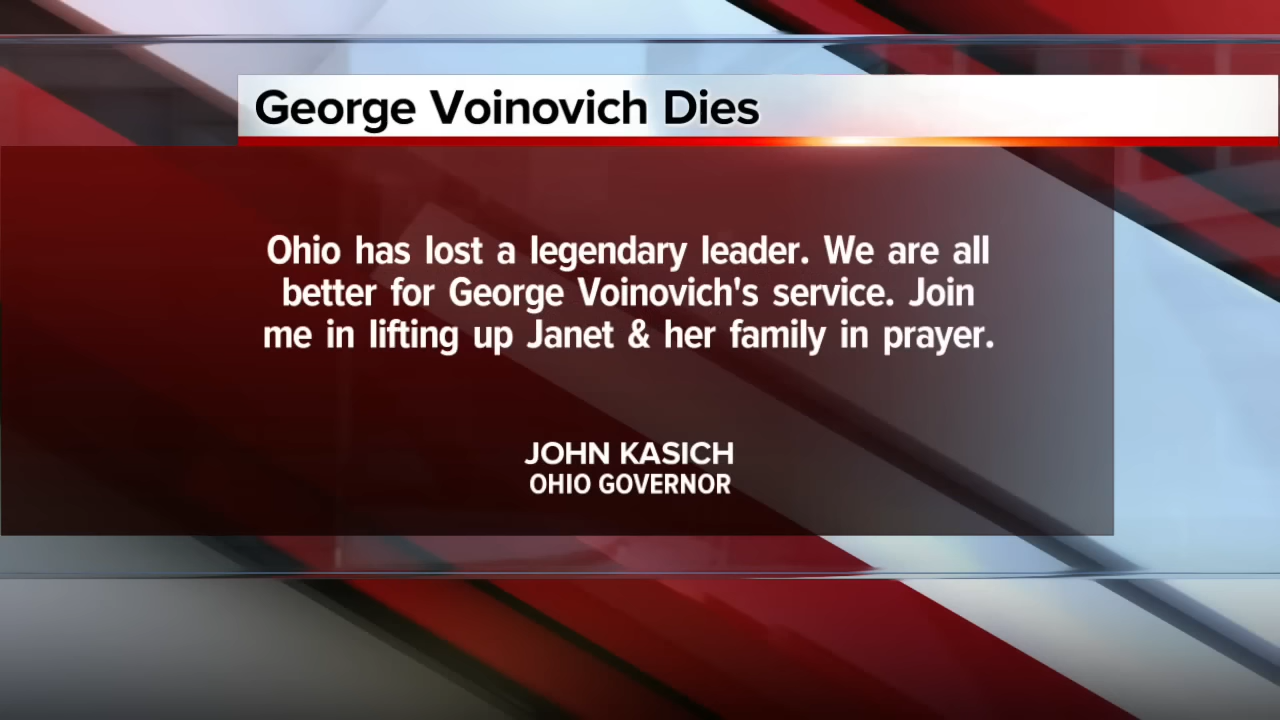 George Voinovich Dies
Ohio has lost a legendary leader. We are all
better for George Voinovich's service. Join
me in lifting up Janet & her family in prayer.
JOHN KASICH
OHIO GOVERNOR